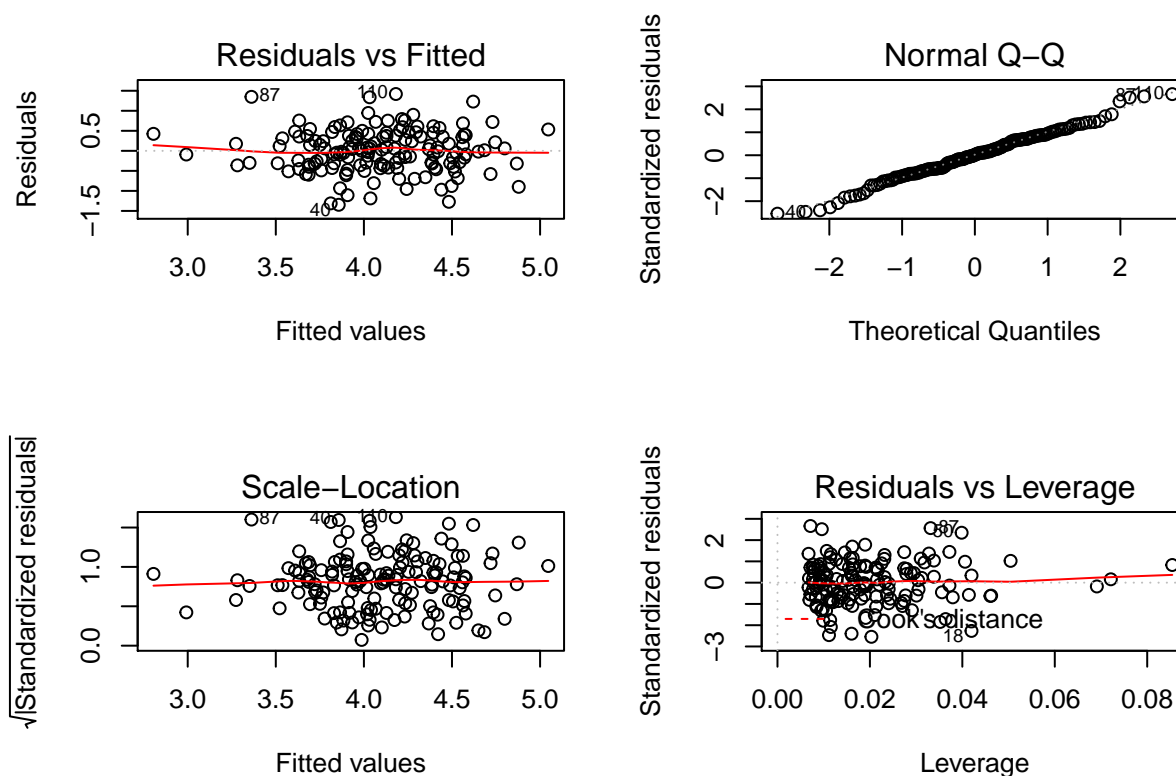 Residuals vs Fitted
Residuals
0.5
−1.5
87
110
40
3.0 3.5 4.0 4.5 5.0
Fitted values
Normal Q−Q
Standardized residuals
2
0
−2
87
110
40
−2 −1 0 1 2
Theoretical Quantiles
Scale−Location
√|Standardized residuals|
1.0
0.0
87
40
110
3.0 3.5 4.0 4.5 5.0
Fitted values
Residuals vs Leverage
Standardized residuals
2
0
−3
87
60
18
Cook's distance
0.00 0.02 0.04 0.06 0.08
Leverage